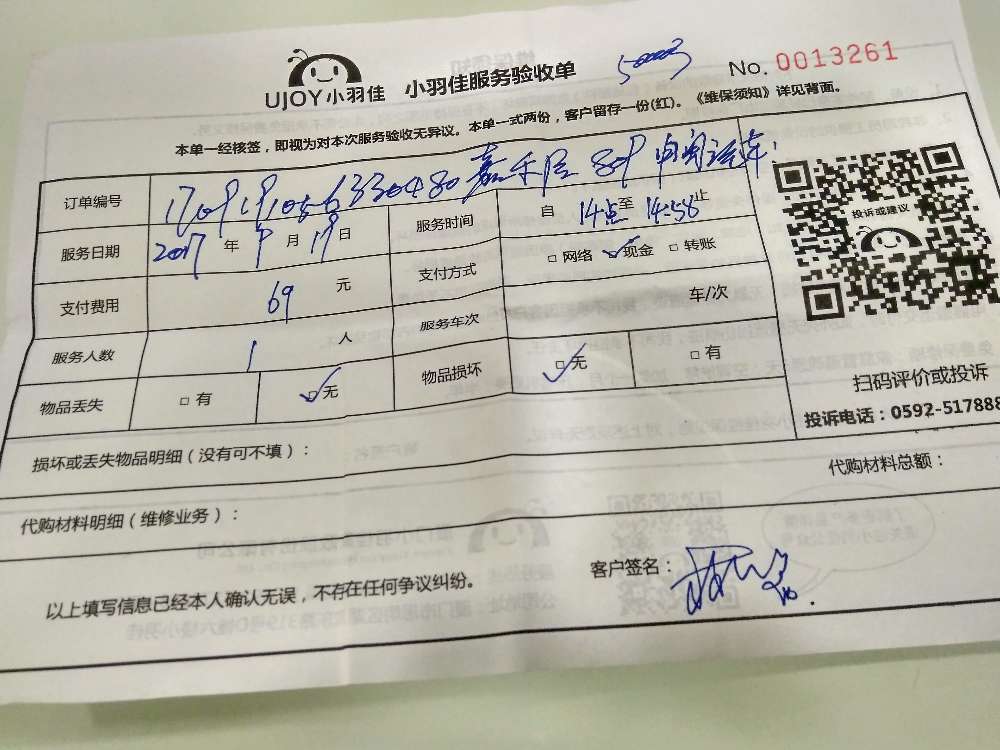 UJOY小羽佳 小羽佳服务验收单 No. 0013261
本单一经核签，即视为对本次服务验收无异议。本单一式两份，客户留存一份(红)。《维保须知》详见背面。
订单编号
服务日期 2017 年 9 月 19 日 服务时间 自 14点 至 14:58 止
支付费用 69 元 支付方式 □ 网络 ✓ 现金 □ 转账
服务人数 1 人 服务车次 车/次
物品丢失 □ 有 ☑ 无 物品损坏 ☑ 无 □ 有
投诉或建议
扫码评价或投诉
投诉电话：0592-517888
损坏或丢失物品明细（没有可不填）：
代购材料明细（维修业务）： 代购材料总额：
以上填写信息已经本人确认无误，不存在任何争议纠纷。 客户签名：